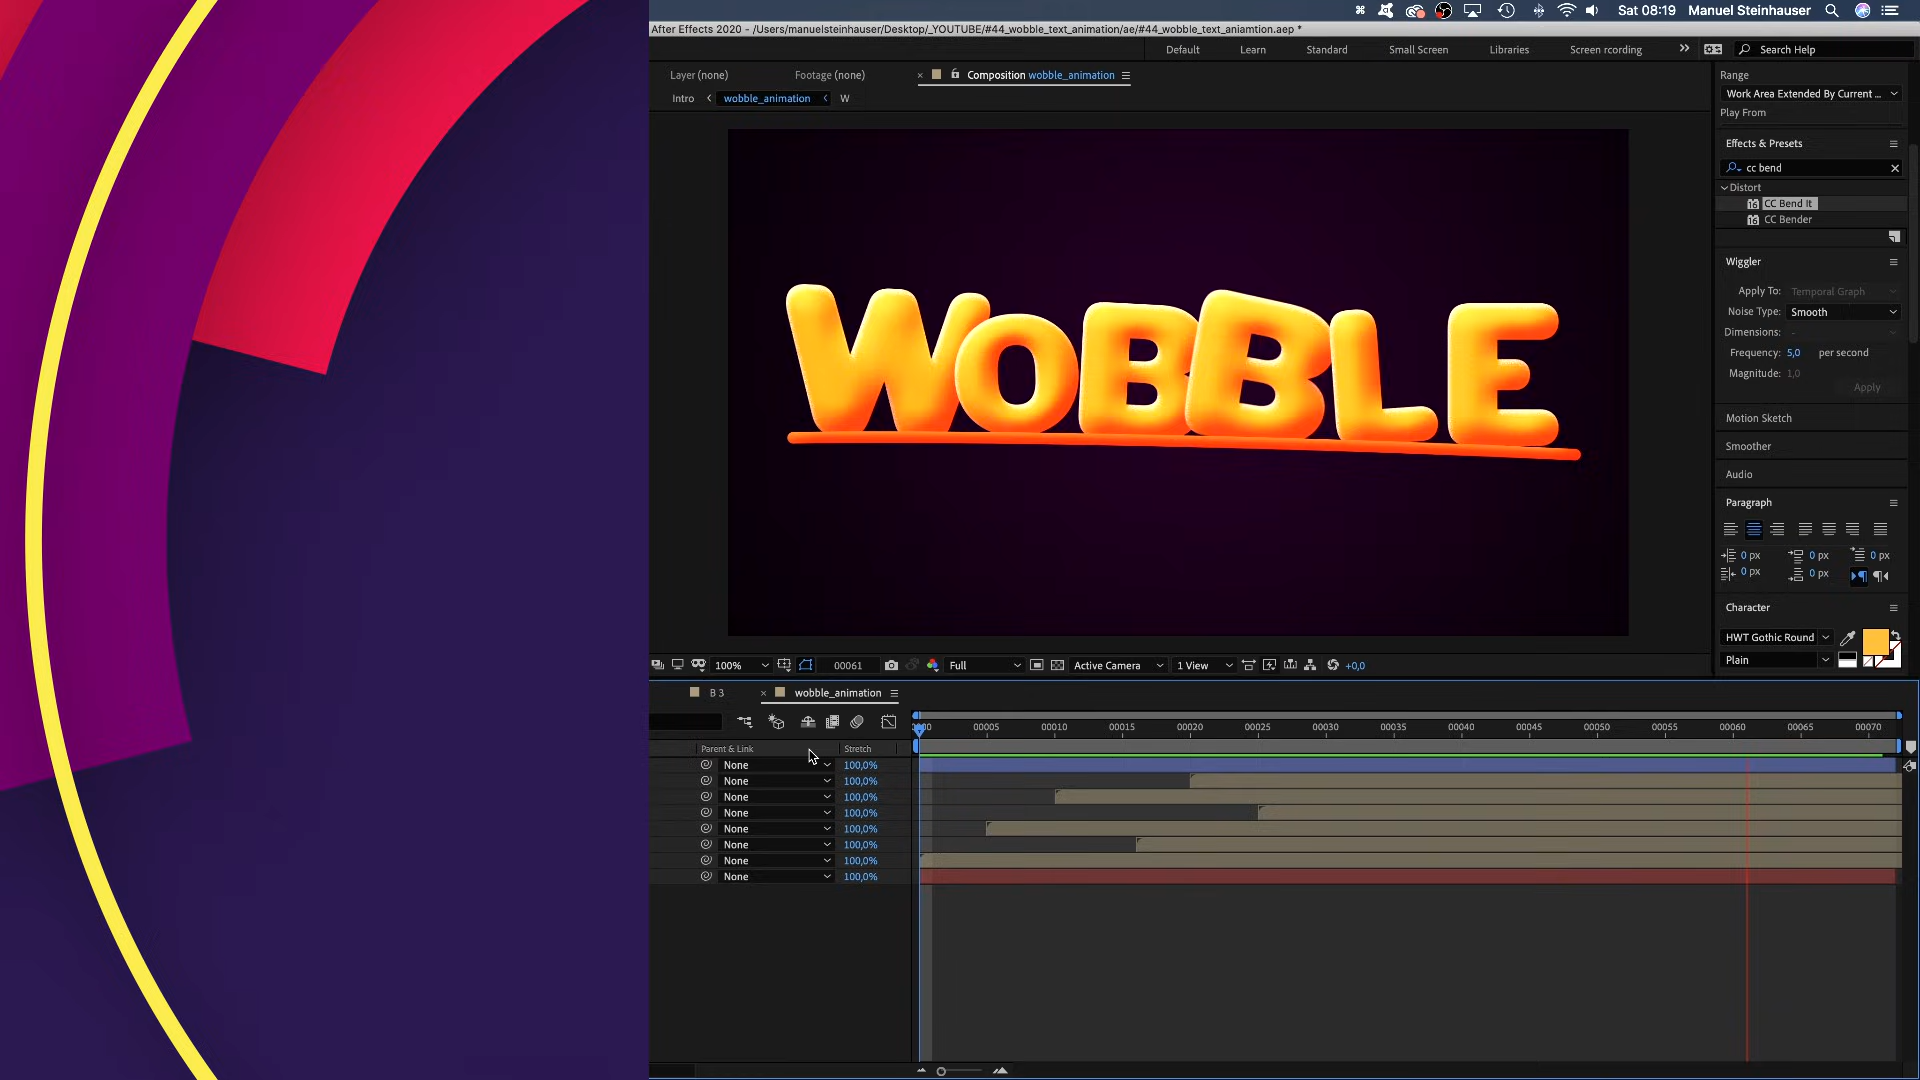 Sat 08:19 Manuel Steinhauser
After Effects 2020 - /Users/manuelsteinhauser/Desktop/_YOUTUBE/#44_wobble_text_animation/ae/#44_wobble_text_aniamtion.aep *
Default Learn Standard Small Screen Libraries Screen rcording Search Help
Layer (none) Footage (none) Composition wobble_animation
Intro wobble_animation W
Range
Work Area Extended By Current ...
Play From
Effects & Presets
cc bend
Distort
CC Bend It
CC Bender
Wiggler
Apply To: Temporal Graph
Noise Type: Smooth
Dimensions: -
Frequency: 5,0 per second
Magnitude: 1,0
Apply
Motion Sketch
Smoother
Audio
Paragraph
0 px 0 px 0 px
0 px 0 px
Character
HWT Gothic Round
Plain
WOBBLE
100% 00061 Full Active Camera 1 View +0,0
B 3 wobble_animation
00005 00010 00015 00020 00025 00030 00035 00040 00045 00050 00055 00060 00065 00070
Parent & Link Stretch
None 100,0%
None 100,0%
None 100,0%
None 100,0%
None 100,0%
None 100,0%
None 100,0%
None 100,0%